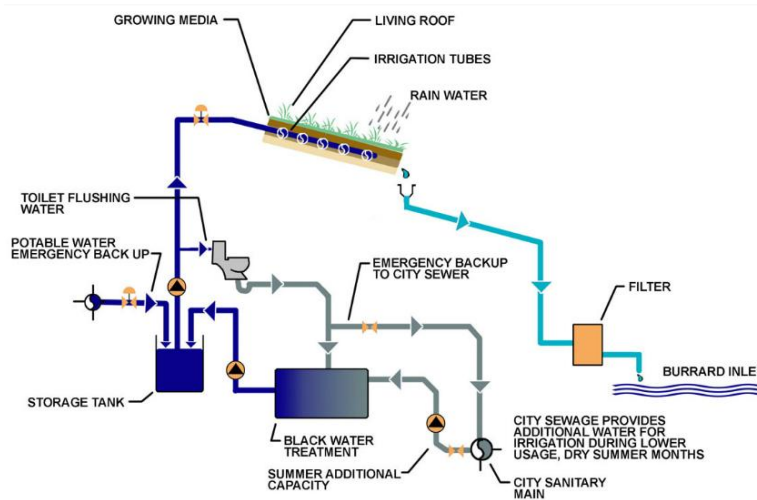 GROWING MEDIA
LIVING ROOF
IRRIGATION TUBES
RAIN WATER
TOILET FLUSHING
WATER
POTABLE WATER
EMERGENCY BACK UP
EMERGENCY BACKUP
TO CITY SEWER
FILTER
BURRARD INLE
STORAGE TANK
BLACK WATER
TREATMENT
SUMMER ADDITIONAL
CAPACITY
CITY SEWAGE PROVIDES
ADDITIONAL WATER FOR
IRRIGATION DURING LOWER
USAGE, DRY SUMMER MONTHS
CITY SANITARY
MAIN